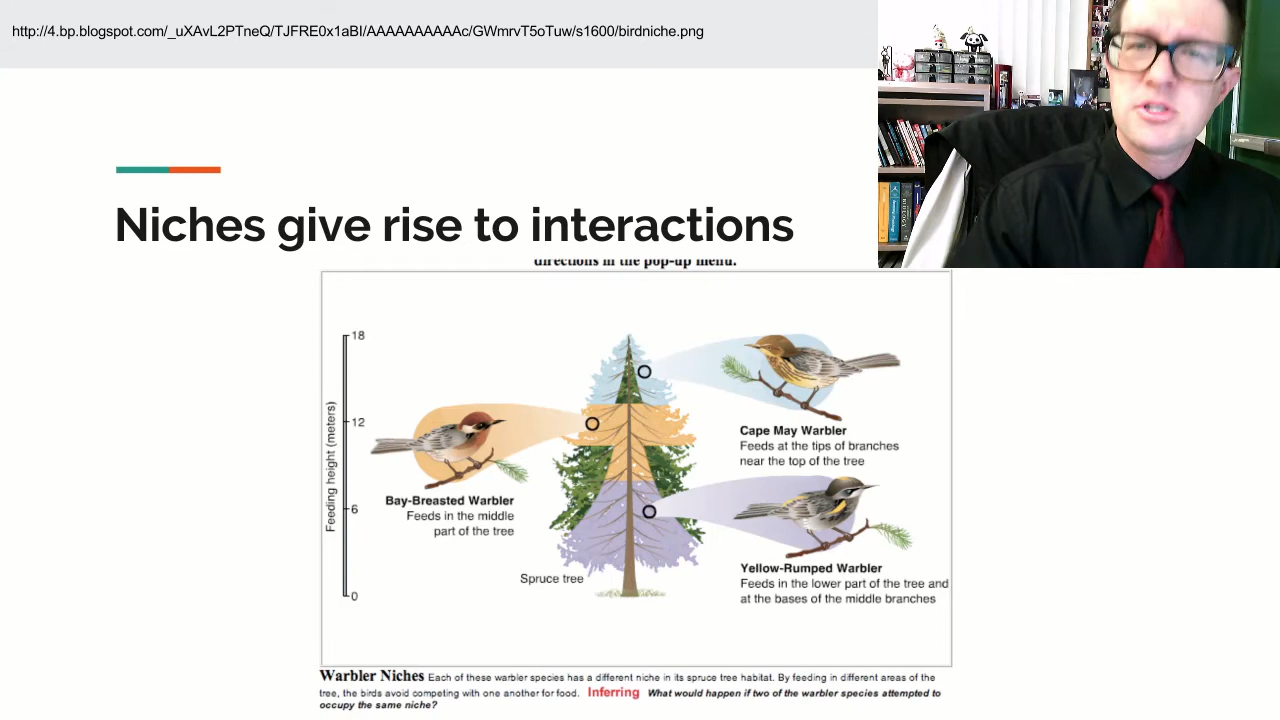 http://4.bp.blogspot.com/_uXAvL2PTneQ/TJFRE0x1aBI/AAAAAAAAAAc/GWmrvT5oTuw/s1600/birdniche.png
Niches give rise to interactions
directions in the pop-up menu.
18
12
6
0
Feeding height (meters)
Cape May Warbler
Feeds at the tips of branches
near the top of the tree
Bay-Breasted Warbler
Feeds in the middle
part of the tree
Yellow-Rumped Warbler
Feeds in the lower part of the tree and
at the bases of the middle branches
Spruce tree
Warbler Niches Each of these warbler species has a different niche in its spruce tree habitat. By feeding in different areas of the
tree, the birds avoid competing with one another for food. Inferring What would happen if two of the warbler species attempted to
occupy the same niche?
BIOLOGY